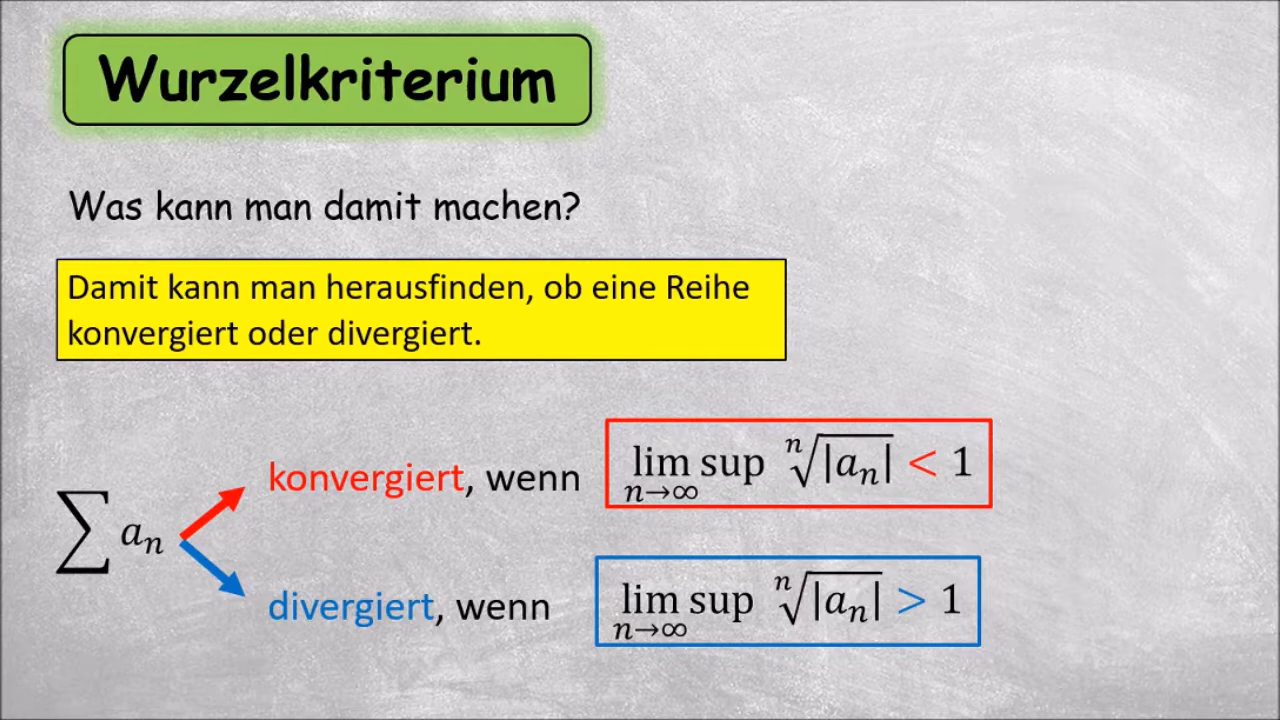 Wurzelkriterium
Was kann man damit machen?
Damit kann man herausfinden, ob eine Reihe
konvergiert oder divergiert.
konvergiert, wenn lim sup n→∞ ⁿ√|aₙ| < 1
∑ aₙ
divergiert, wenn lim sup n→∞ ⁿ√|aₙ| > 1